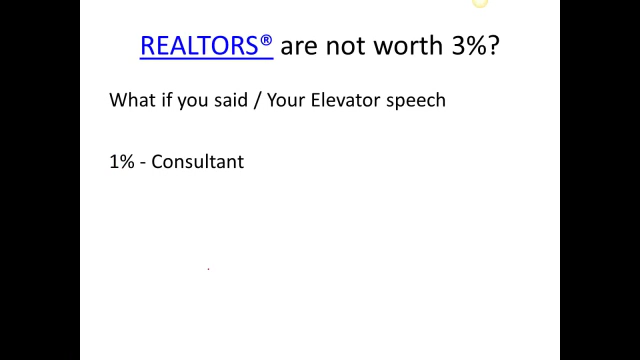 REALTORS® are not worth 3%?
What if you said / Your Elevator speech
1% - Consultant